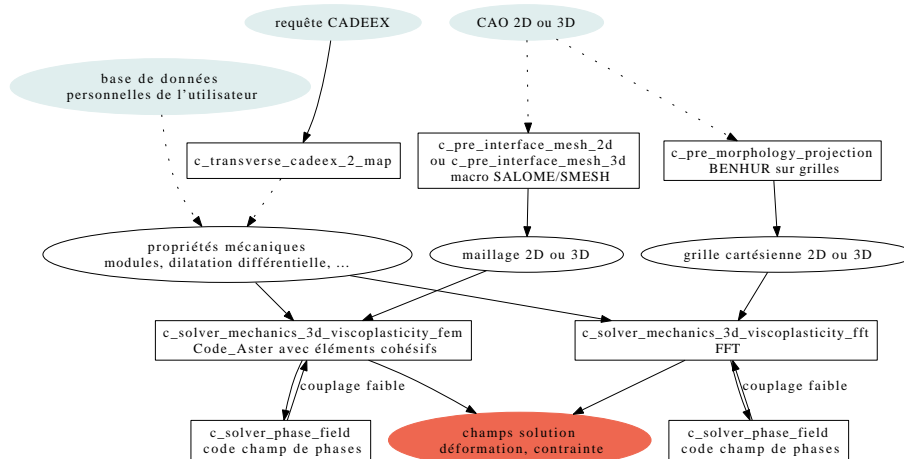 requête CADEEX
CAO 2D ou 3D
base de données
personnelles de l'utilisateur
c_transverse_cadeex_2_map
c_pre_interface_mesh_2d
ou c_pre_interface_mesh_3d
macro SALOME/SMESH
c_pre_morphology_projection
BENHUR sur grilles
propriétés mécaniques
modules, dilatation différentielle, ...
maillage 2D ou 3D
grille cartésienne 2D ou 3D
c_solver_mechanics_3d_viscoplasticity_fem
Code_Aster avec éléments cohésifs
c_solver_mechanics_3d_viscoplasticity_fft
FFT
couplage faible
couplage faible
c_solver_phase_field
code champ de phases
champs solution
déformation, contrainte
c_solver_phase_field
code champ de phases